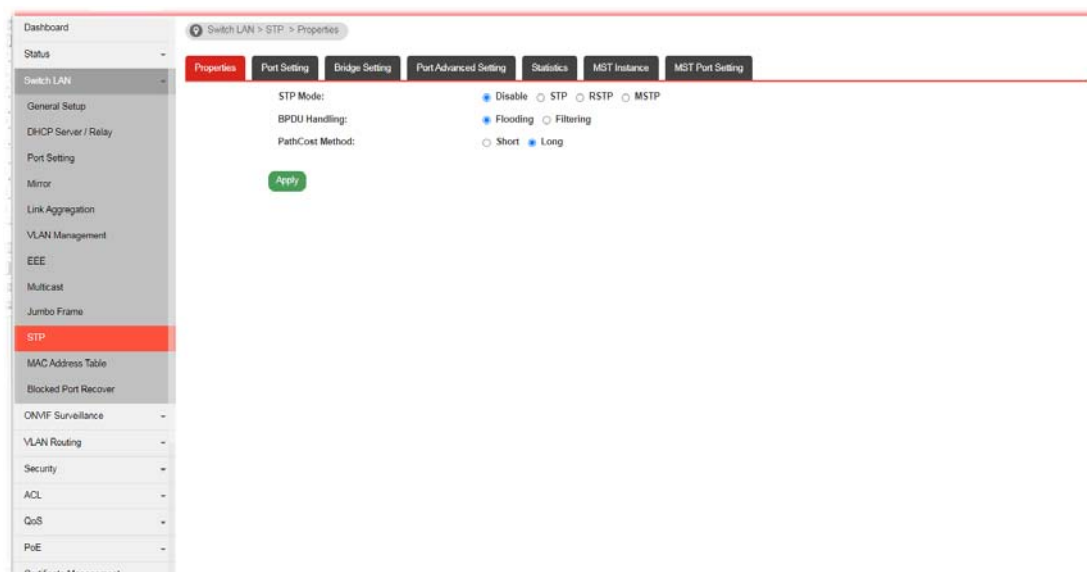 Dashboard
Switch LAN > STP > Properties
Status
Properties Port Setting Bridge Setting Port Advanced Setting Statistics MST Instance MST Port Setting
Switch LAN
STP Mode: Disable STP RSTP MSTP
General Setup
BPDU Handling: Flooding Filtering
DHCP Server / Relay
PathCost Method: Short Long
Port Setting
Mirror
Apply
Link Aggregation
VLAN Management
EEE
Multicast
Jumbo Frame
STP
MAC Address Table
Blocked Port Recover
ONVIF Surveillance
VLAN Routing
Security
ACL
QoS
PoE